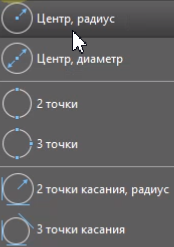 Центр, радиус
Центр, диаметр
2 точки
3 точки
2 точки касания, радиус
3 точки касания